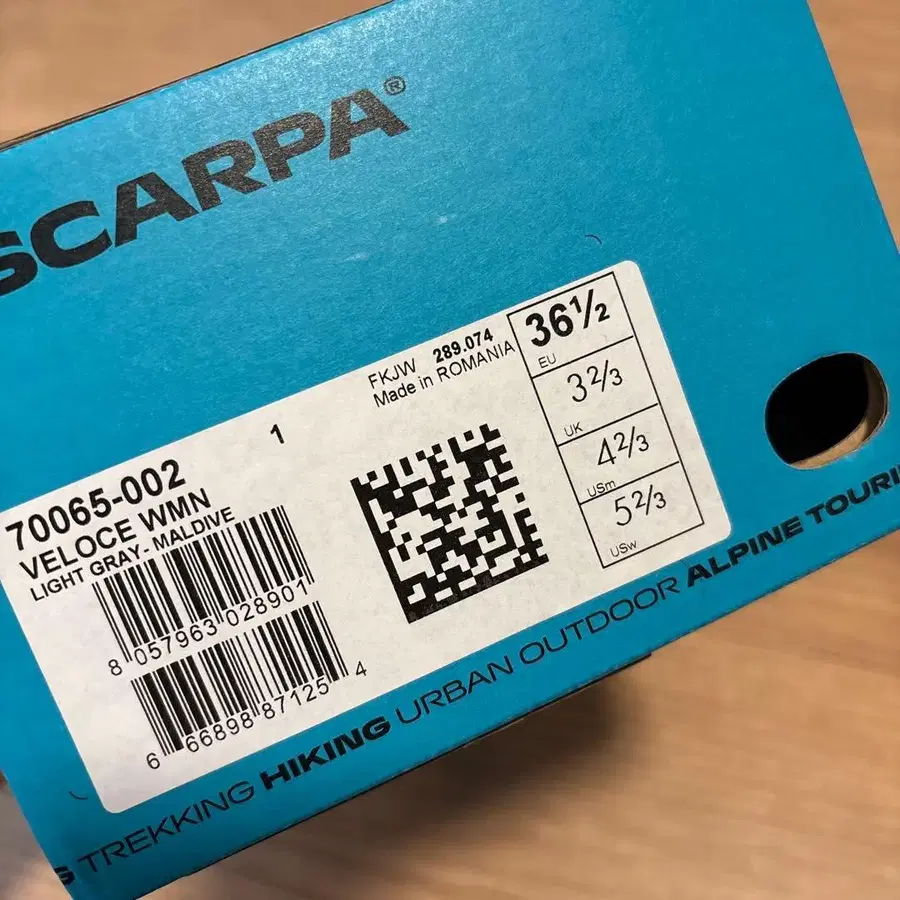 SCARPA®
36½
EU
3⅔
UK
4⅔
USm
5⅔
USw
FKJW 289.074
Made in ROMANIA
1
70065-002
VELOCE WMN
LIGHT GRAY - MALDIVE
8 057963 028901
6 66898 87125 4
TREKKING HIKING URBAN OUTDOOR ALPINE TOURI